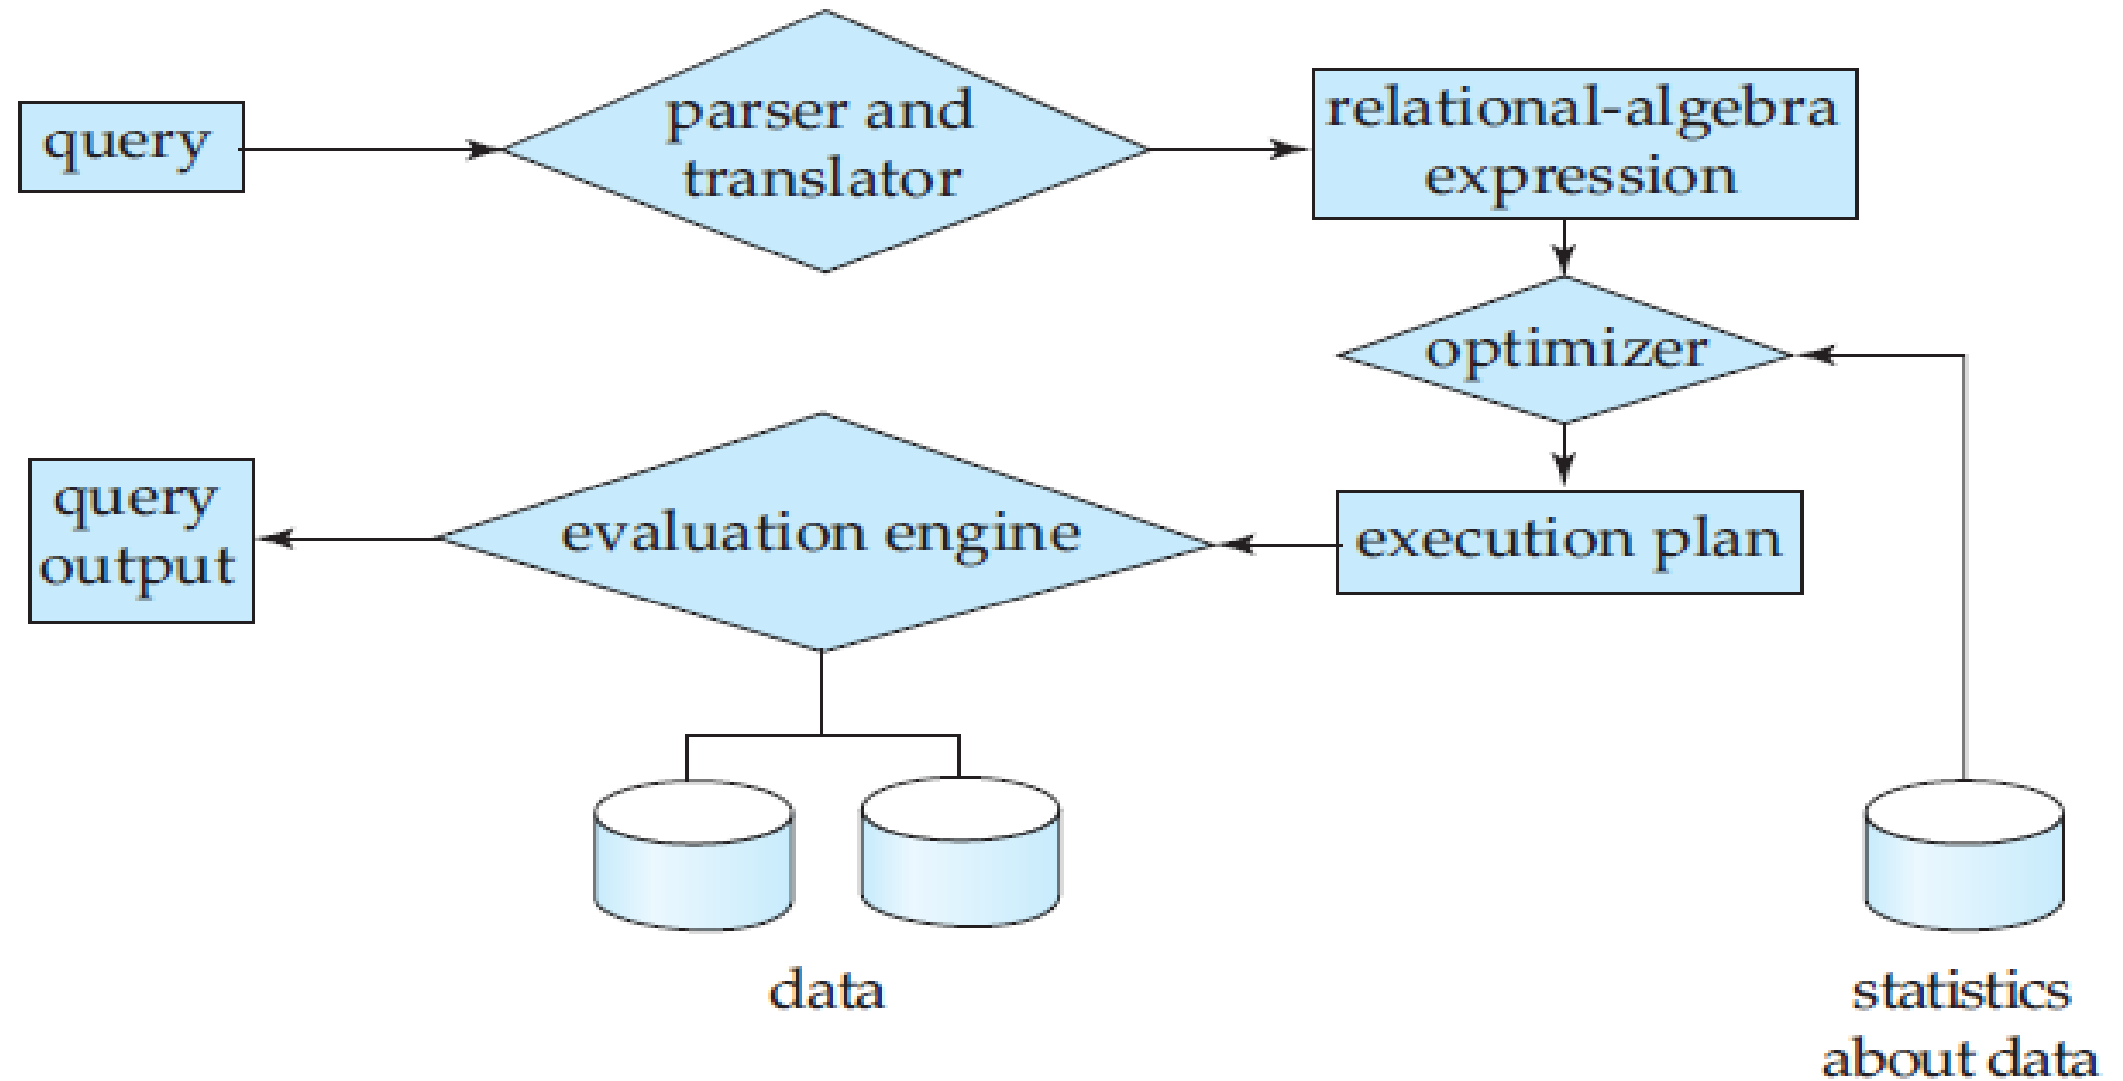 query
parser and
translator
relational-algebra
expression
optimizer
query
output
evaluation engine
execution plan
data
statistics
about data